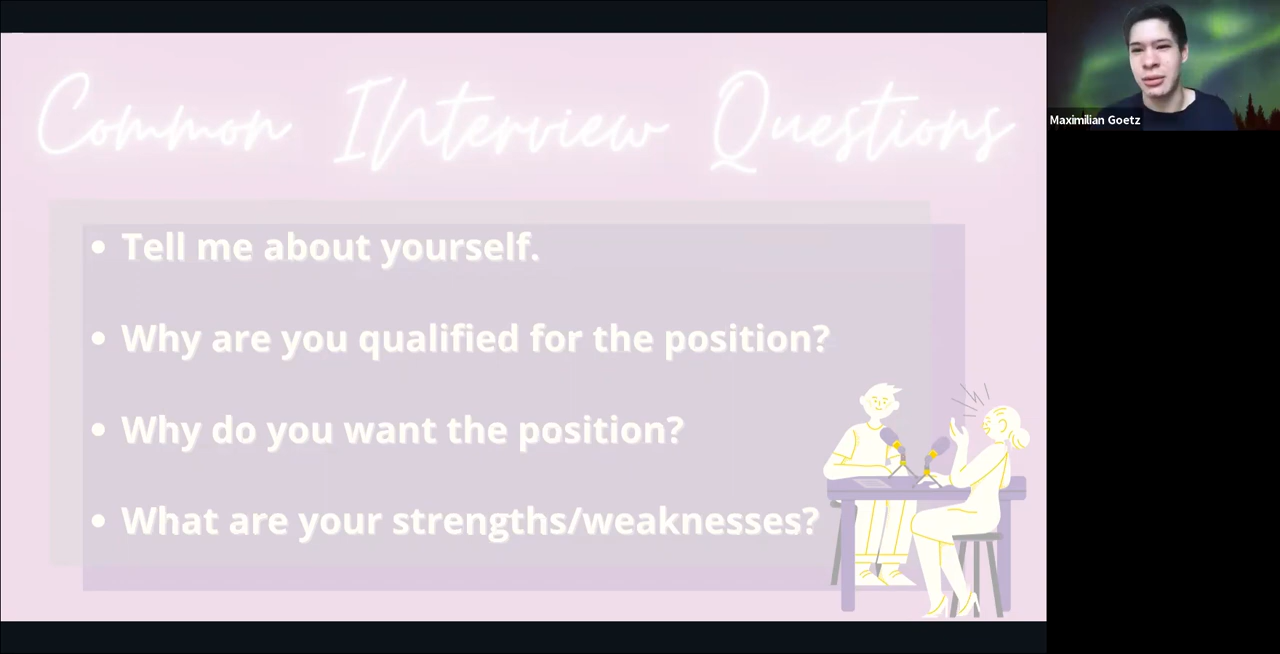 Common INterview Questions
Maximilian Goetz
• Tell me about yourself.
• Why are you qualified for the position?
• Why do you want the position?
• What are your strengths/weaknesses?